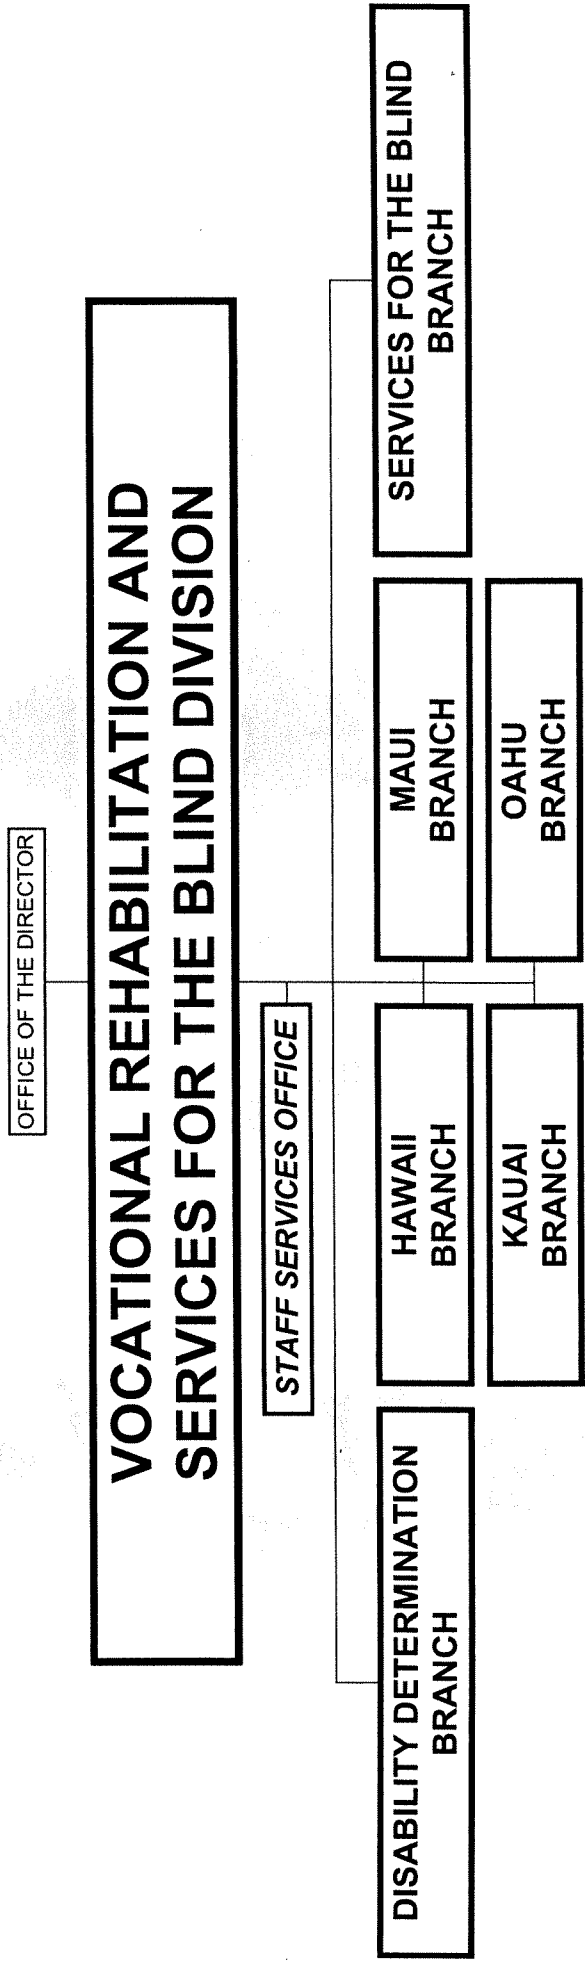 OFFICE OF THE DIRECTOR
VOCATIONAL REHABILITATION AND
SERVICES FOR THE BLIND DIVISION
STAFF SERVICES OFFICE
DISABILITY DETERMINATION
BRANCH
HAWAII
BRANCH
MAUI
BRANCH
SERVICES FOR THE BLIND
BRANCH
KAUAI
BRANCH
OAHU
BRANCH